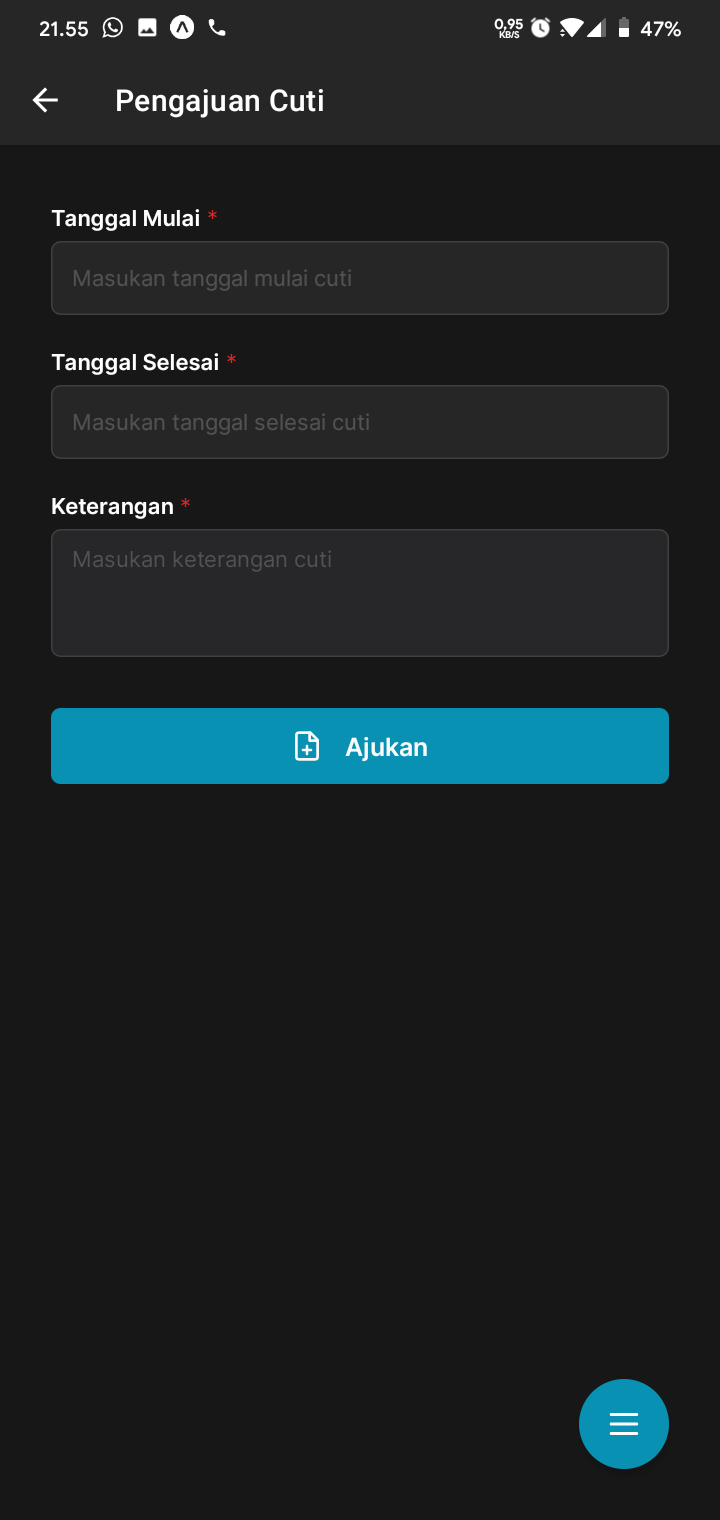 21.55
0,95
KB/S
47%
Pengajuan Cuti
Tanggal Mulai *
Masukan tanggal mulai cuti
Tanggal Selesai *
Masukan tanggal selesai cuti
Keterangan *
Masukan keterangan cuti
Ajukan